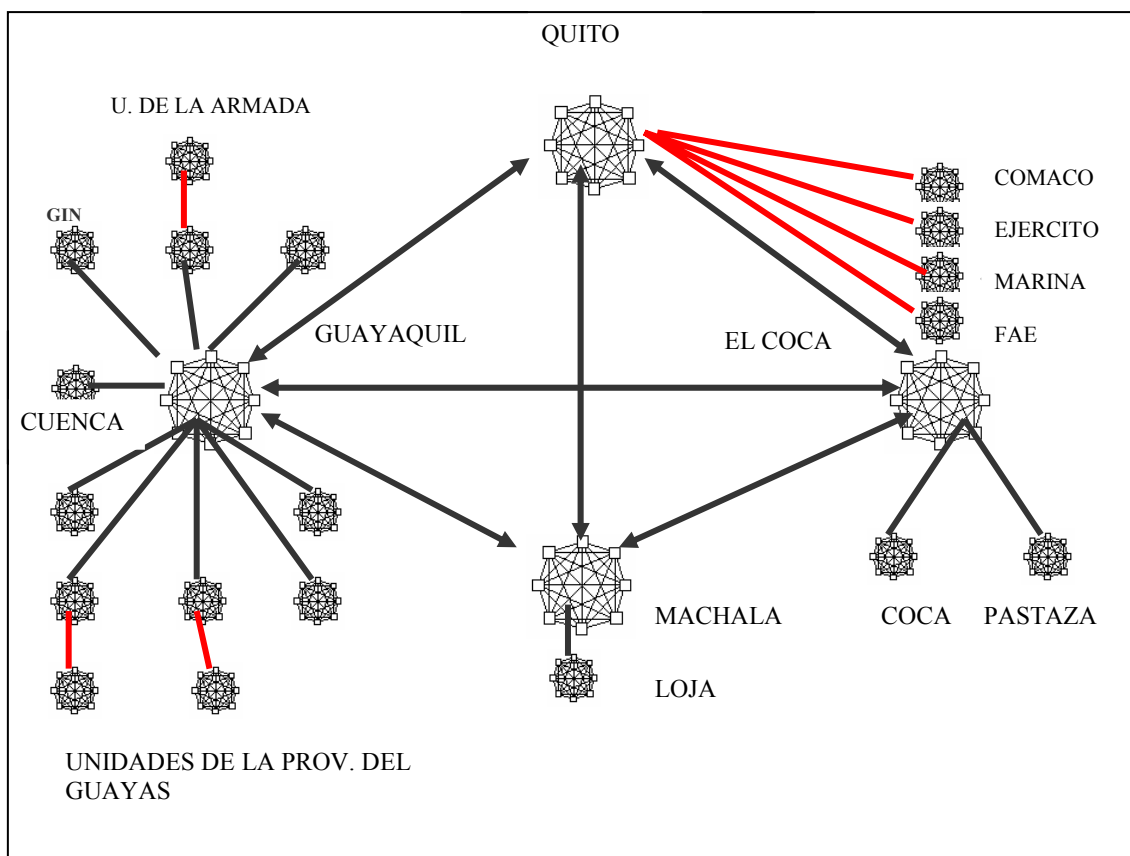 QUITO
U. DE LA ARMADA
COMACO
GIN
EJERCITO
MARINA
GUAYAQUIL
EL COCA
FAE
CUENCA
MACHALA
COCA
PASTAZA
LOJA
UNIDADES DE LA PROV. DEL
GUAYAS